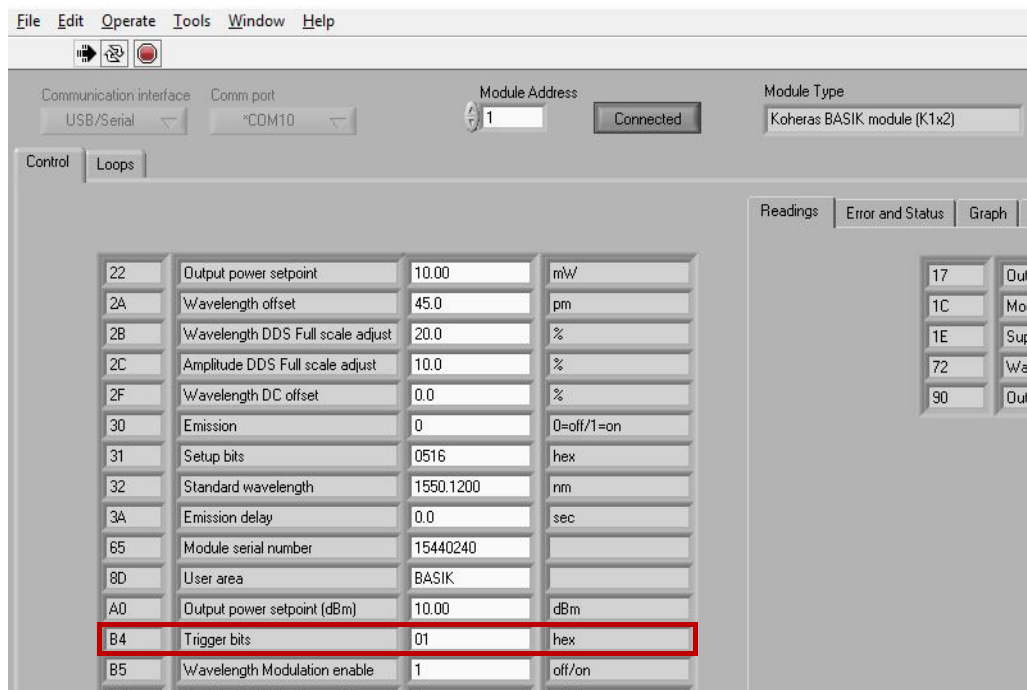 File Edit Operate Tools Window Help
Communication interface Comm port Module Address Module Type
USB/Serial *COM10 1 Connected Koheras BASIK module (K1x2)
Control Loops
Readings Error and Status Graph
22 Output power setpoint 10.00 mW 17
2A Wavelength offset 45.0 pm 1C
2B Wavelength DDS Full scale adjust 20.0 % 1E
2C Amplitude DDS Full scale adjust 10.0 % 72
2F Wavelength DC offset 0.0 % 90
30 Emission 0 0=off/1=on
31 Setup bits 0516 hex
32 Standard wavelength 1550.1200 nm
3A Emission delay 0.0 sec
65 Module serial number 15440240
8D User area BASIK
A0 Output power setpoint (dBm) 10.00 dBm
B4 Trigger bits 01 hex
B5 Wavelength Modulation enable 1 off/on